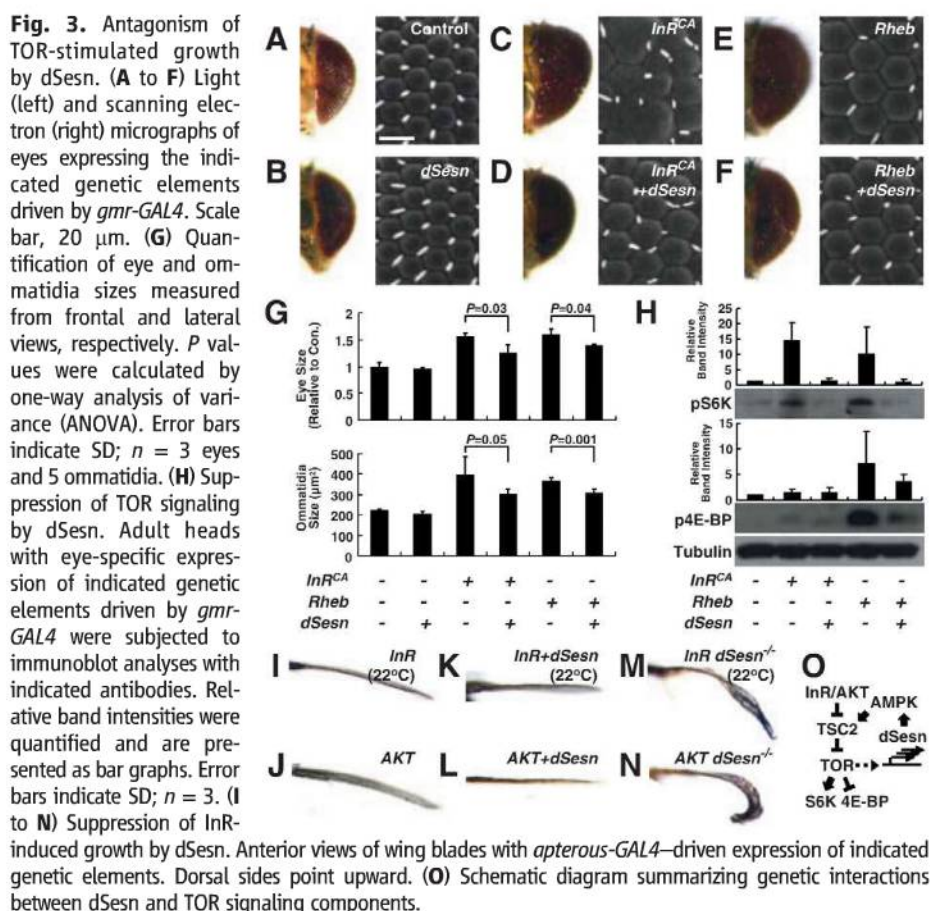 Fig. 3. Antagonism of
TOR-stimulated growth
by dSesn. (A to F) Light
(left) and scanning elec-
tron (right) micrographs of
eyes expressing the indi-
cated genetic elements
driven by gmr-GAL4. Scale
bar, 20 μm. (G) Quan-
tification of eye and om-
matidia sizes measured
from frontal and lateral
views, respectively. P val-
ues were calculated by
one-way analysis of vari-
ance (ANOVA). Error bars
indicate SD; n = 3 eyes
and 5 ommatidia. (H) Sup-
pression of TOR signaling
by dSesn. Adult heads
with eye-specific expres-
sion of indicated genetic
elements driven by gmr-
GAL4 were subjected to
immunoblot analyses with
indicated antibodies. Rel-
ative band intensities were
quantified and are pre-
sented as bar graphs. Error
bars indicate SD; n = 3. (I
to N) Suppression of InR-
induced growth by dSesn. Anterior views of wing blades with apterous-GAL4–driven expression of indicated
genetic elements. Dorsal sides point upward. (O) Schematic diagram summarizing genetic interactions
between dSesn and TOR signaling components.
A Control C InR^CA E Rheb
B dSesn D InR^CA +dSesn F Rheb +dSesn
G
Eye Size
(Relative to Con.)
2
1.5
1
0.5
0
P=0.03 P=0.04
Ommatidia
Size (μm²)
500
400
300
200
100
0
P=0.05 P=0.001
InR^CA - - + + - -
Rheb - - - - + +
dSesn - + - + - +
H
Relative
Band Intensity
25
20
15
10
5
0
pS6K
Relative
Band Intensity
15
10
5
0
p4E-BP
Tubulin
InR^CA - + + - -
Rheb - - - + +
dSesn - - + - +
I InR
(22°C)
K InR+dSesn
(22°C)
M InR dSesn-/-
(22°C)
J AKT
L AKT+dSesn
N AKT dSesn-/-
O
InR/AKT
AMPK
TSC2
dSesn
TOR
S6K 4E-BP